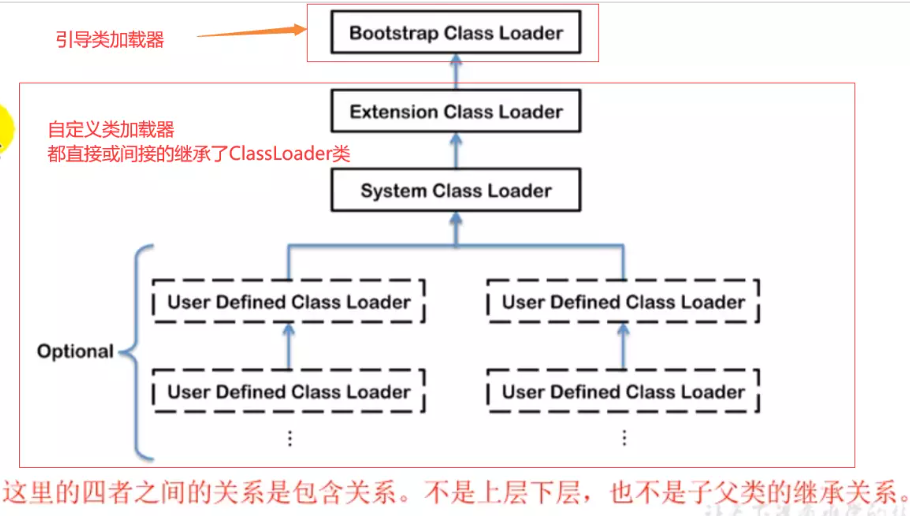 引导类加载器
Bootstrap Class Loader
Extension Class Loader
自定义类加载器
都直接或间接的继承了ClassLoader类
System Class Loader
User Defined Class Loader
User Defined Class Loader
Optional
User Defined Class Loader
User Defined Class Loader
这里的四者之间的关系是包含关系。不是上层下层，也不是子父类的继承关系。